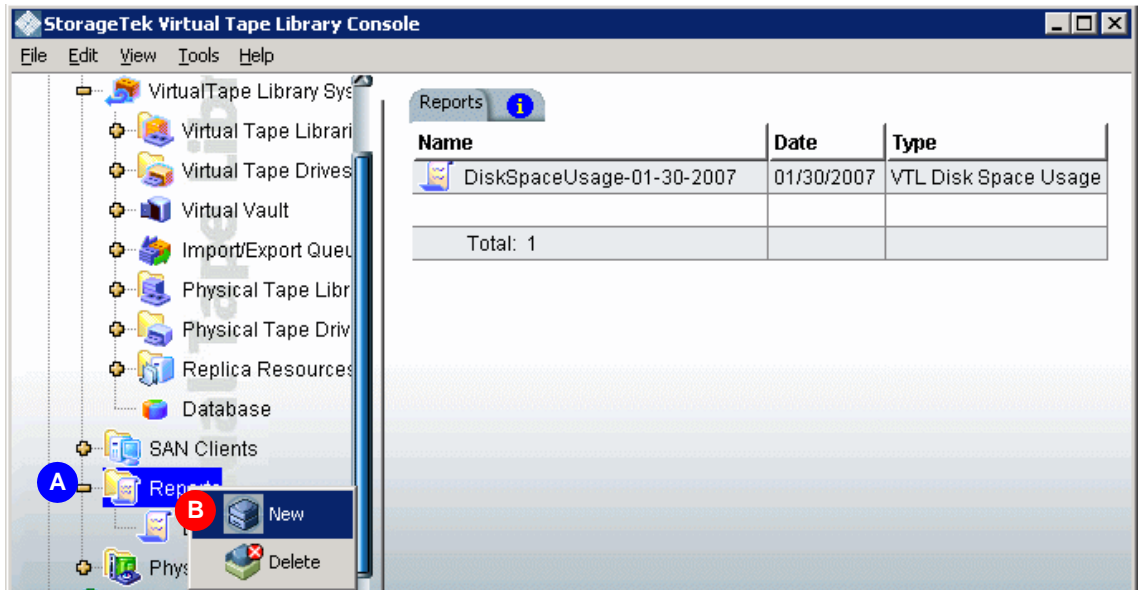 StorageTek Virtual Tape Library Console
File Edit View Tools Help
VirtualTape Library Sys
Virtual Tape Librari
Virtual Tape Drives
Virtual Vault
Import/Export Queu
Physical Tape Libr
Physical Tape Driv
Replica Resources
Database
SAN Clients
A
Reports
B
New
Delete
Phys
Reports i
Name Date Type
DiskSpaceUsage-01-30-2007 01/30/2007 VTL Disk Space Usage
Total: 1